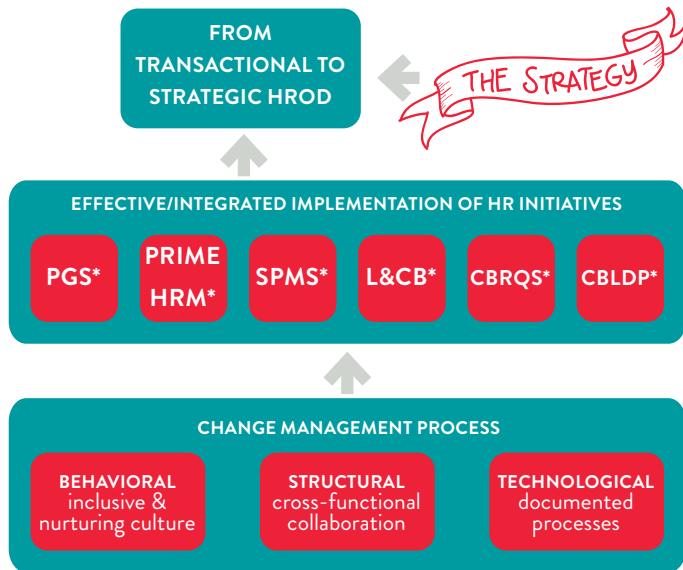 FROM
TRANSACTIONAL TO
STRATEGIC HROD
THE STRATEGY
EFFECTIVE/INTEGRATED IMPLEMENTATION OF HR INITIATIVES
PGS*
PRIME
HRM*
SPMS*
L&CB*
CBRQS*
CBLDP*
CHANGE MANAGEMENT PROCESS
BEHAVIORAL
inclusive &
nurturing culture
STRUCTURAL
cross-functional
collaboration
TECHNOLOGICAL
documented
processes